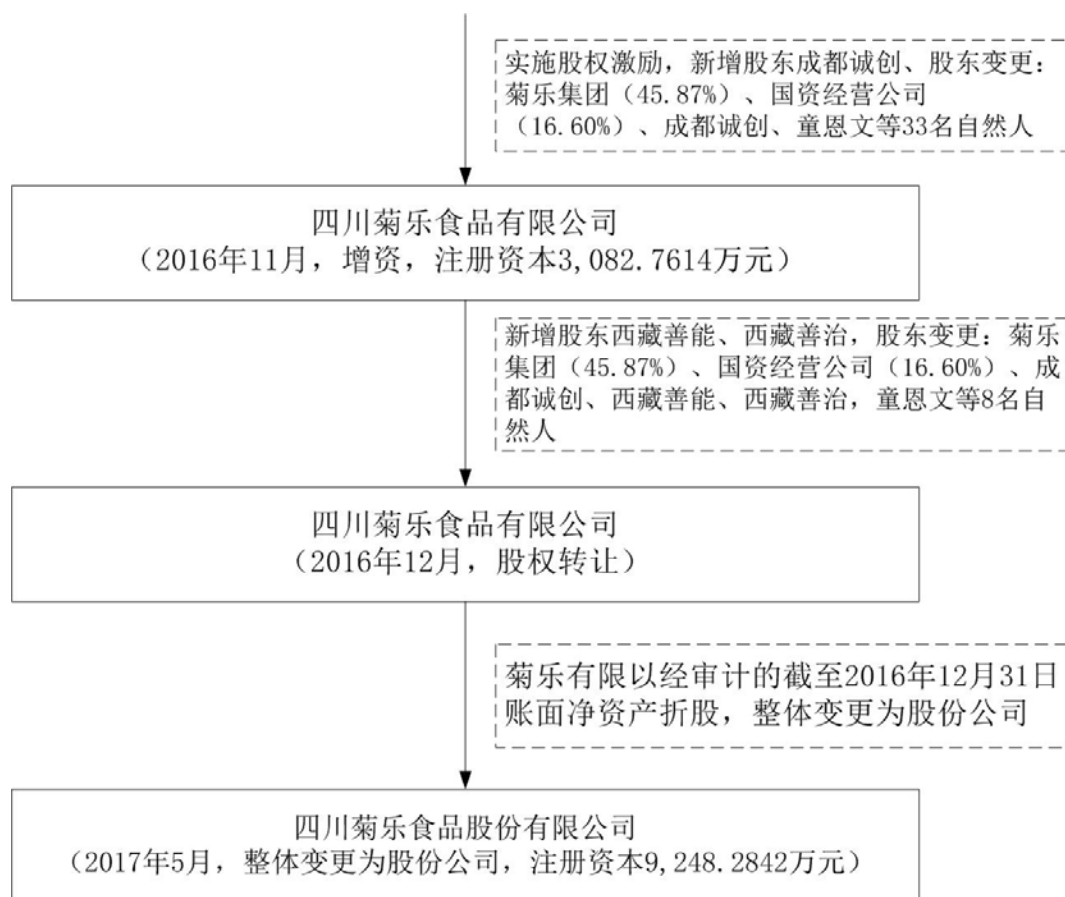 实施股权激励，新增股东成都诚创、股东变更：
菊乐集团（45.87%）、国资经营公司
（16.60%）、成都诚创、童恩文等33名自然人
四川菊乐食品有限公司
（2016年11月，增资，注册资本3,082.7614万元）
新增股东西藏善能、西藏善治，股东变更：菊乐
集团（45.87%）、国资经营公司（16.60%）、成
都诚创、西藏善能、西藏善治，童恩文等8名自
然人
四川菊乐食品有限公司
（2016年12月，股权转让）
菊乐有限以经审计的截至2016年12月31日
账面净资产折股，整体变更为股份公司
四川菊乐食品股份有限公司
（2017年5月，整体变更为股份公司，注册资本9,248.2842万元）